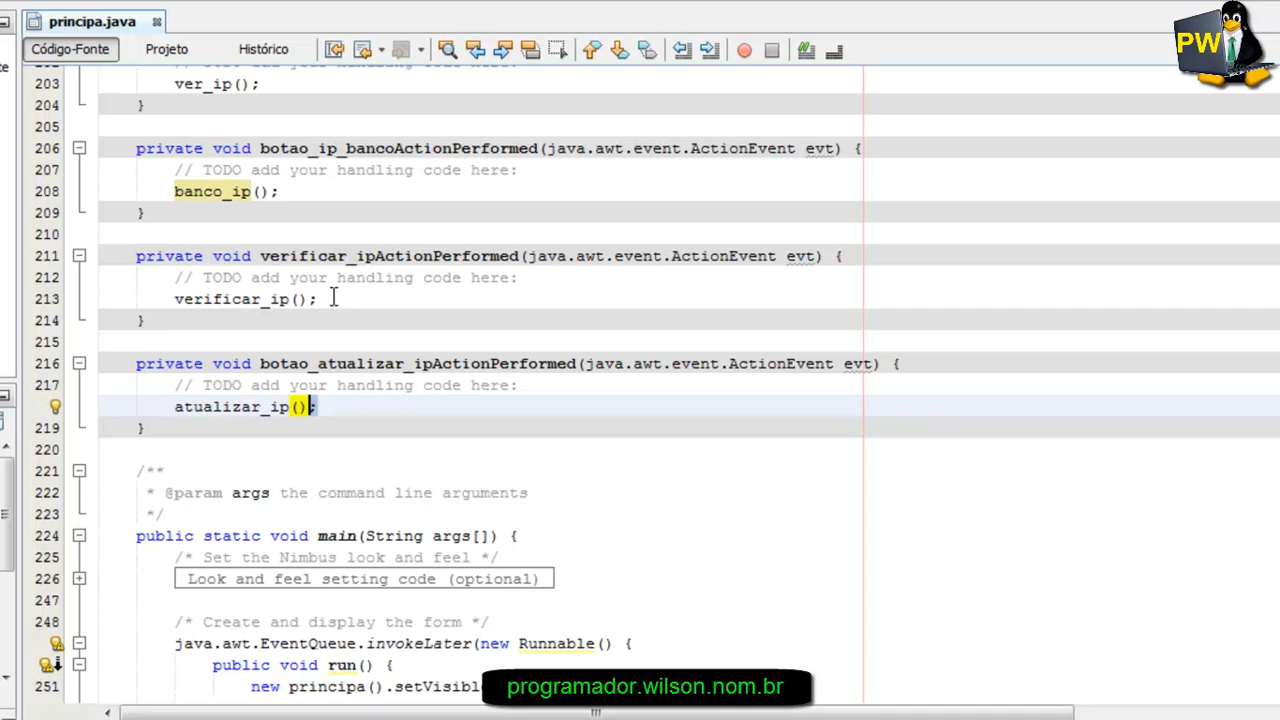 principa.java
PW
Código-Fonte Projeto Histórico
203 ver_ip();
204 }
205
206 private void botao_ip_bancoActionPerformed(java.awt.event.ActionEvent evt) {
207 // TODO add your handling code here:
208 banco_ip();
209 }
210
211 private void verificar_ipActionPerformed(java.awt.event.ActionEvent evt) {
212 // TODO add your handling code here:
213 verificar_ip();
214 }
215
216 private void botao_atualizar_ipActionPerformed(java.awt.event.ActionEvent evt) {
217 // TODO add your handling code here:
atualizar_ip();
219 }
220
221 /**
222 * @param args the command line arguments
223 */
224 public static void main(String args[]) {
225 /* Set the Nimbus look and feel */
226 Look and feel setting code (optional)
247
248 /* Create and display the form */
java.awt.EventQueue.invokeLater(new Runnable() {
public void run() {
251 new principa().setVisibl
programador.wilson.nom.br